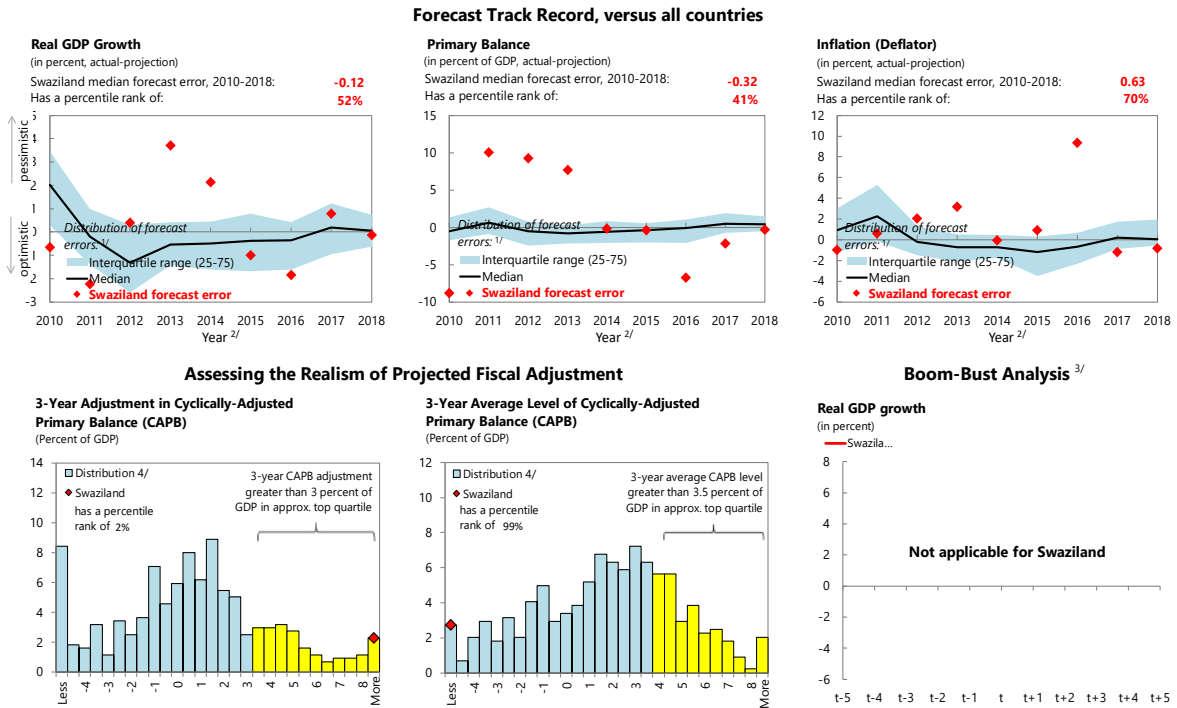 Forecast Track Record, versus all countries
Real GDP Growth
(in percent, actual-projection)
Swaziland median forecast error, 2010-2018: -0.12
Has a percentile rank of: 52%
pessimistic
optimistic
5
4
3
2
1
0
-1
-2
-3
Distribution of forecast
errors: 1/
Interquartile range (25-75)
Median
Swaziland forecast error
2010 2011 2012 2013 2014 2015 2016 2017 2018
Year 2/
Primary Balance
(in percent of GDP, actual-projection)
Swaziland median forecast error, 2010-2018: -0.32
Has a percentile rank of: 41%
15
10
5
0
-5
-10
Distribution of forecast
errors: 1/
Interquartile range (25-75)
Median
Swaziland forecast error
2010 2011 2012 2013 2014 2015 2016 2017 2018
Year 2/
Inflation (Deflator)
(in percent, actual-projection)
Swaziland median forecast error, 2010-2018: 0.63
Has a percentile rank of: 70%
12
10
8
6
4
2
0
-2
-4
-6
Distribution of forecast
errors: 1/
Interquartile range (25-75)
Median
Swaziland forecast error
2010 2011 2012 2013 2014 2015 2016 2017 2018
Year 2/
Assessing the Realism of Projected Fiscal Adjustment
3-Year Adjustment in Cyclically-Adjusted
Primary Balance (CAPB)
(Percent of GDP)
14
12
10
8
6
4
2
0
Distribution 4/
Swaziland
has a percentile
rank of 2%
3-year CAPB adjustment
greater than 3 percent of
GDP in approx. top quartile
Less -4 -3 -2 -1 0 1 2 3 4 5 6 7 8 More
3-Year Average Level of Cyclically-Adjusted
Primary Balance (CAPB)
(Percent of GDP)
12
10
8
6
4
2
0
Distribution 4/
Swaziland
has a percentile
rank of 99%
3-year average CAPB level
greater than 3.5 percent of
GDP in approx. top quartile
Less -4 -3 -2 -1 0 1 2 3 4 5 6 7 8 More
Boom-Bust Analysis 3/
Real GDP growth
(in percent)
Swazila...
8
6
4
2
0
-2
-4
-6
Not applicable for Swaziland
t-5 t-4 t-3 t-2 t-1 t t+1 t+2 t+3 t+4 t+5